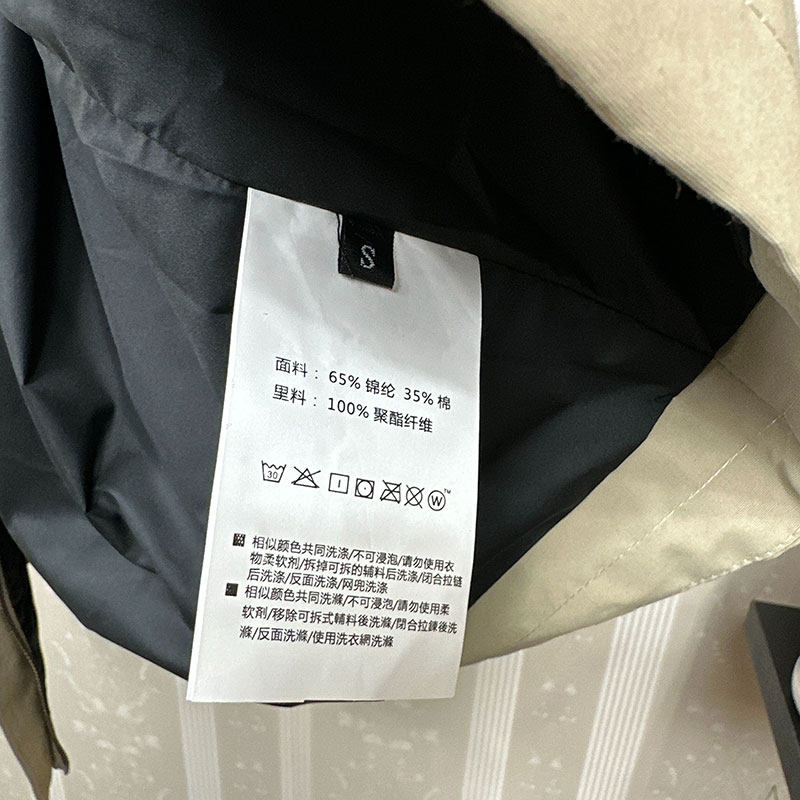 S
面料： 65% 锦纶 35% 棉
里料： 100% 聚酯纤维
30 W™
相似颜色共同洗涤/不可浸泡/请勿使用衣
物柔软剂/拆掉可拆的辅料后洗涤/闭合拉链
后洗涤/反面洗涤/网兜洗涤
相似顏色共同洗滌/不可浸泡/請勿使用柔
软剂/移除可拆式輔料後洗滌/閉合拉鍊後洗
滌/反面洗滌/使用洗衣網洗滌